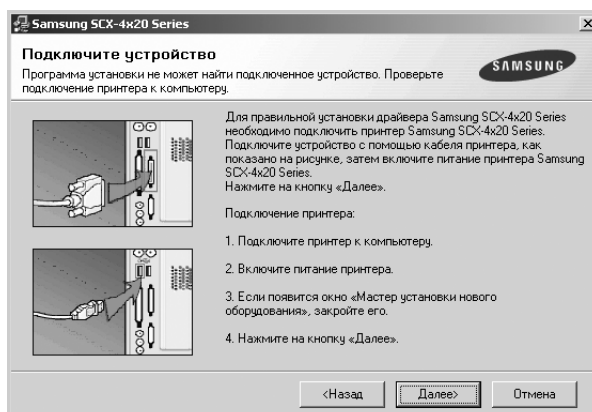 Samsung SCX-4x20 Series
Подключите устройство
Программа установки не может найти подключенное устройство. Проверьте
подключение принтера к компьютеру.
SAMSUNG
Для правильной установки драйвера Samsung SCX-4x20 Series
необходимо подключить принтер Samsung SCX-4x20 Series.
Подключите устройство с помощью кабеля принтера, как
показано на рисунке, затем включите питание принтера Samsung
SCX-4x20 Series.
Нажмите на кнопку «Далее».
Подключение принтера:
1. Подключите принтер к компьютеру.
2. Включите питание принтера.
3. Если появится окно «Мастер установки нового
оборудования», закройте его.
4. Нажмите на кнопку «Далее».
<Назад
Далее>
Отмена